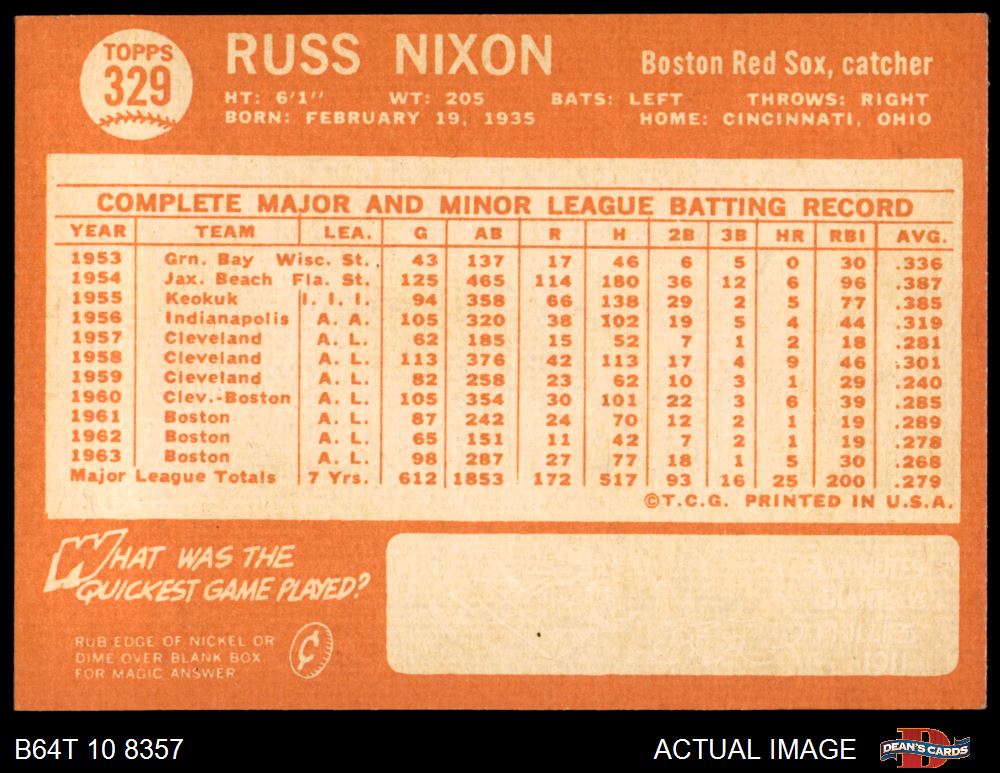 TOPPS
329
RUSS NIXON
Boston Red Sox, catcher
HT: 6'1" WT: 205 BATS: LEFT THROWS: RIGHT
BORN: FEBRUARY 19, 1935 HOME: CINCINNATI, OHIO
COMPLETE MAJOR AND MINOR LEAGUE BATTING RECORD
YEAR TEAM LEA. G AB R H 2B 3B HR RBI AVG.
1953 Grn. Bay Wisc. St. 43 137 17 46 6 5 0 30 .336
1954 Jax. Beach Fla. St. 125 465 114 180 36 12 6 96 .387
1955 Keokuk I. I. I. 94 358 66 138 29 2 5 77 .385
1956 Indianapolis A. A. 105 320 38 102 19 5 4 44 .319
1957 Cleveland A. L. 62 185 15 52 7 1 2 18 .281
1958 Cleveland A. L. 113 376 42 113 17 4 9 46 .301
1959 Cleveland A. L. 82 258 23 62 10 3 1 29 .240
1960 Clev.-Boston A. L. 105 354 30 101 22 3 6 39 .285
1961 Boston A. L. 87 242 24 70 12 2 1 19 .289
1962 Boston A. L. 65 151 11 42 7 2 1 19 .278
1963 Boston A. L. 98 287 27 77 18 1 5 30 .268
Major League Totals 7 Yrs. 612 1853 172 517 93 16 25 200 .279
©T.C.G. PRINTED IN U.S.A.
WHAT WAS THE
QUICKEST GAME PLAYED?
RUB EDGE OF NICKEL OR
DIME OVER BLANK BOX
FOR MAGIC ANSWER
¢
B64T 10 8357 ACTUAL IMAGE DEAN'S CARDS